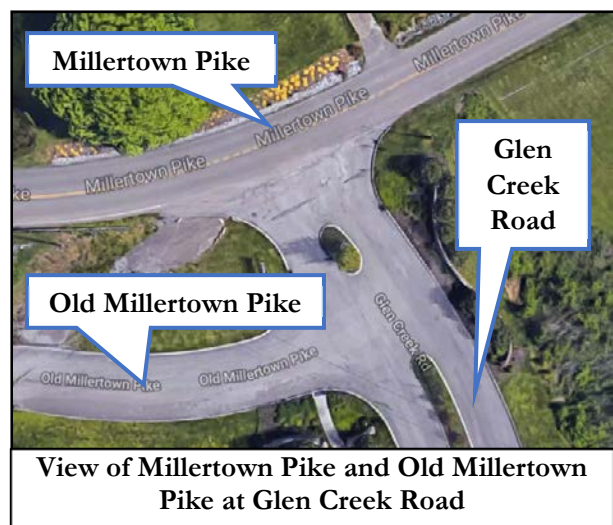 Millertown Pike
Millertown Pike
Millertown Pike
Millertown Pike
ke
Glen
Creek
Road
Old Millertown Pike
Glen Creek Rd
Old Millertown Pike
Old Millertown Pike
View of Millertown Pike and Old Millertown
Pike at Glen Creek Road